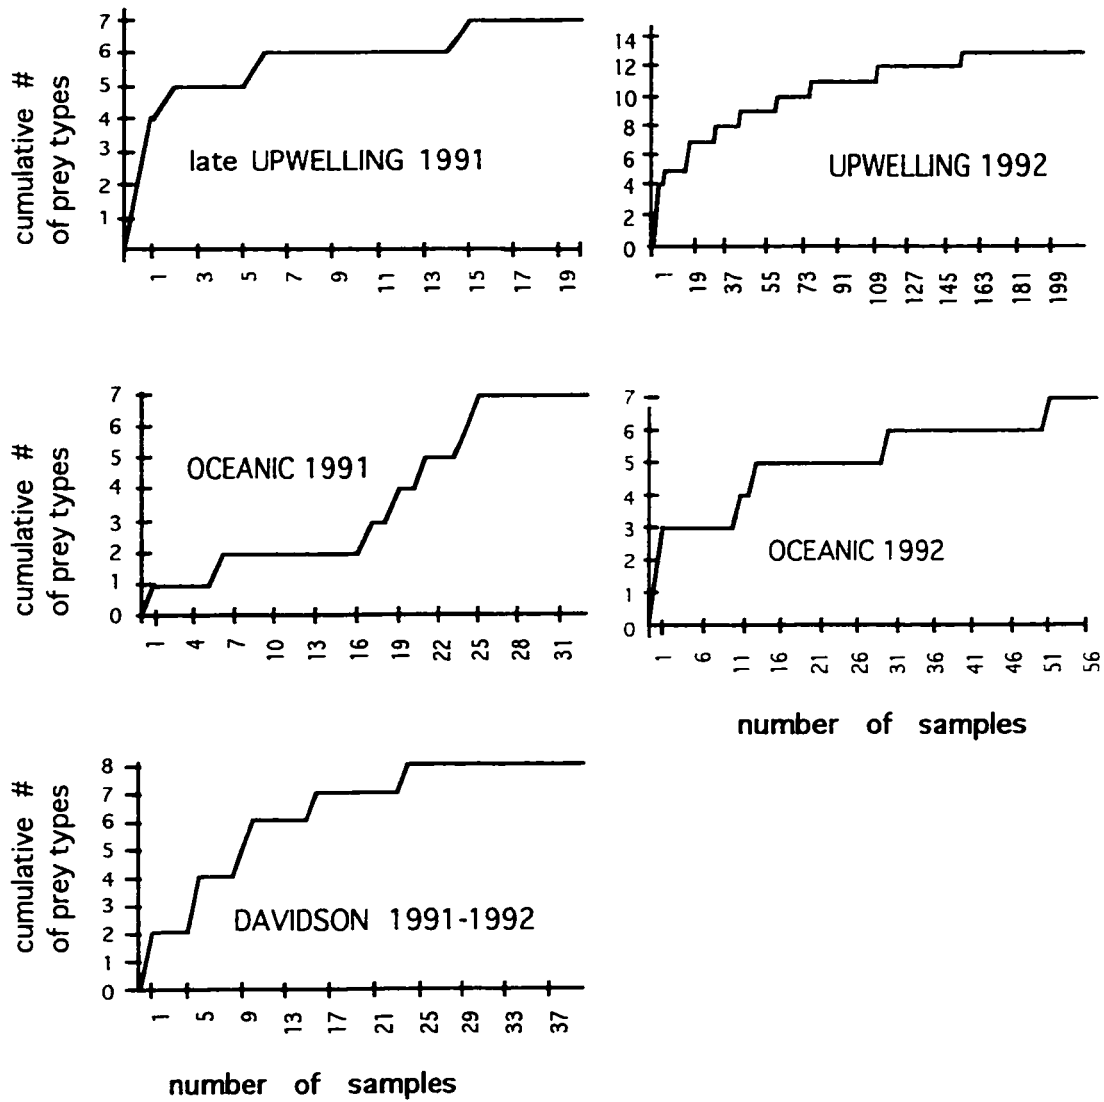 cumulative #
of prey types
7
6
5
4
3
2
1
late UPWELLING 1991
1 3 5 7 9 11 13 15 17 19
14
12
10
8
6
4
2
0
UPWELLING 1992
1 19 37 55 73 91 109 127 145 163 181 199
cumulative #
of prey types
7
6
5
4
3
2
1
0
OCEANIC 1991
1 4 7 10 13 16 19 22 25 28 31
7
6
5
4
3
2
1
0
OCEANIC 1992
1 6 11 16 21 26 31 36 41 46 51 56
number of samples
cumulative #
of prey types
8
7
6
5
4
3
2
1
0
DAVIDSON 1991-1992
1 5 9 13 17 21 25 29 33 37
number of samples